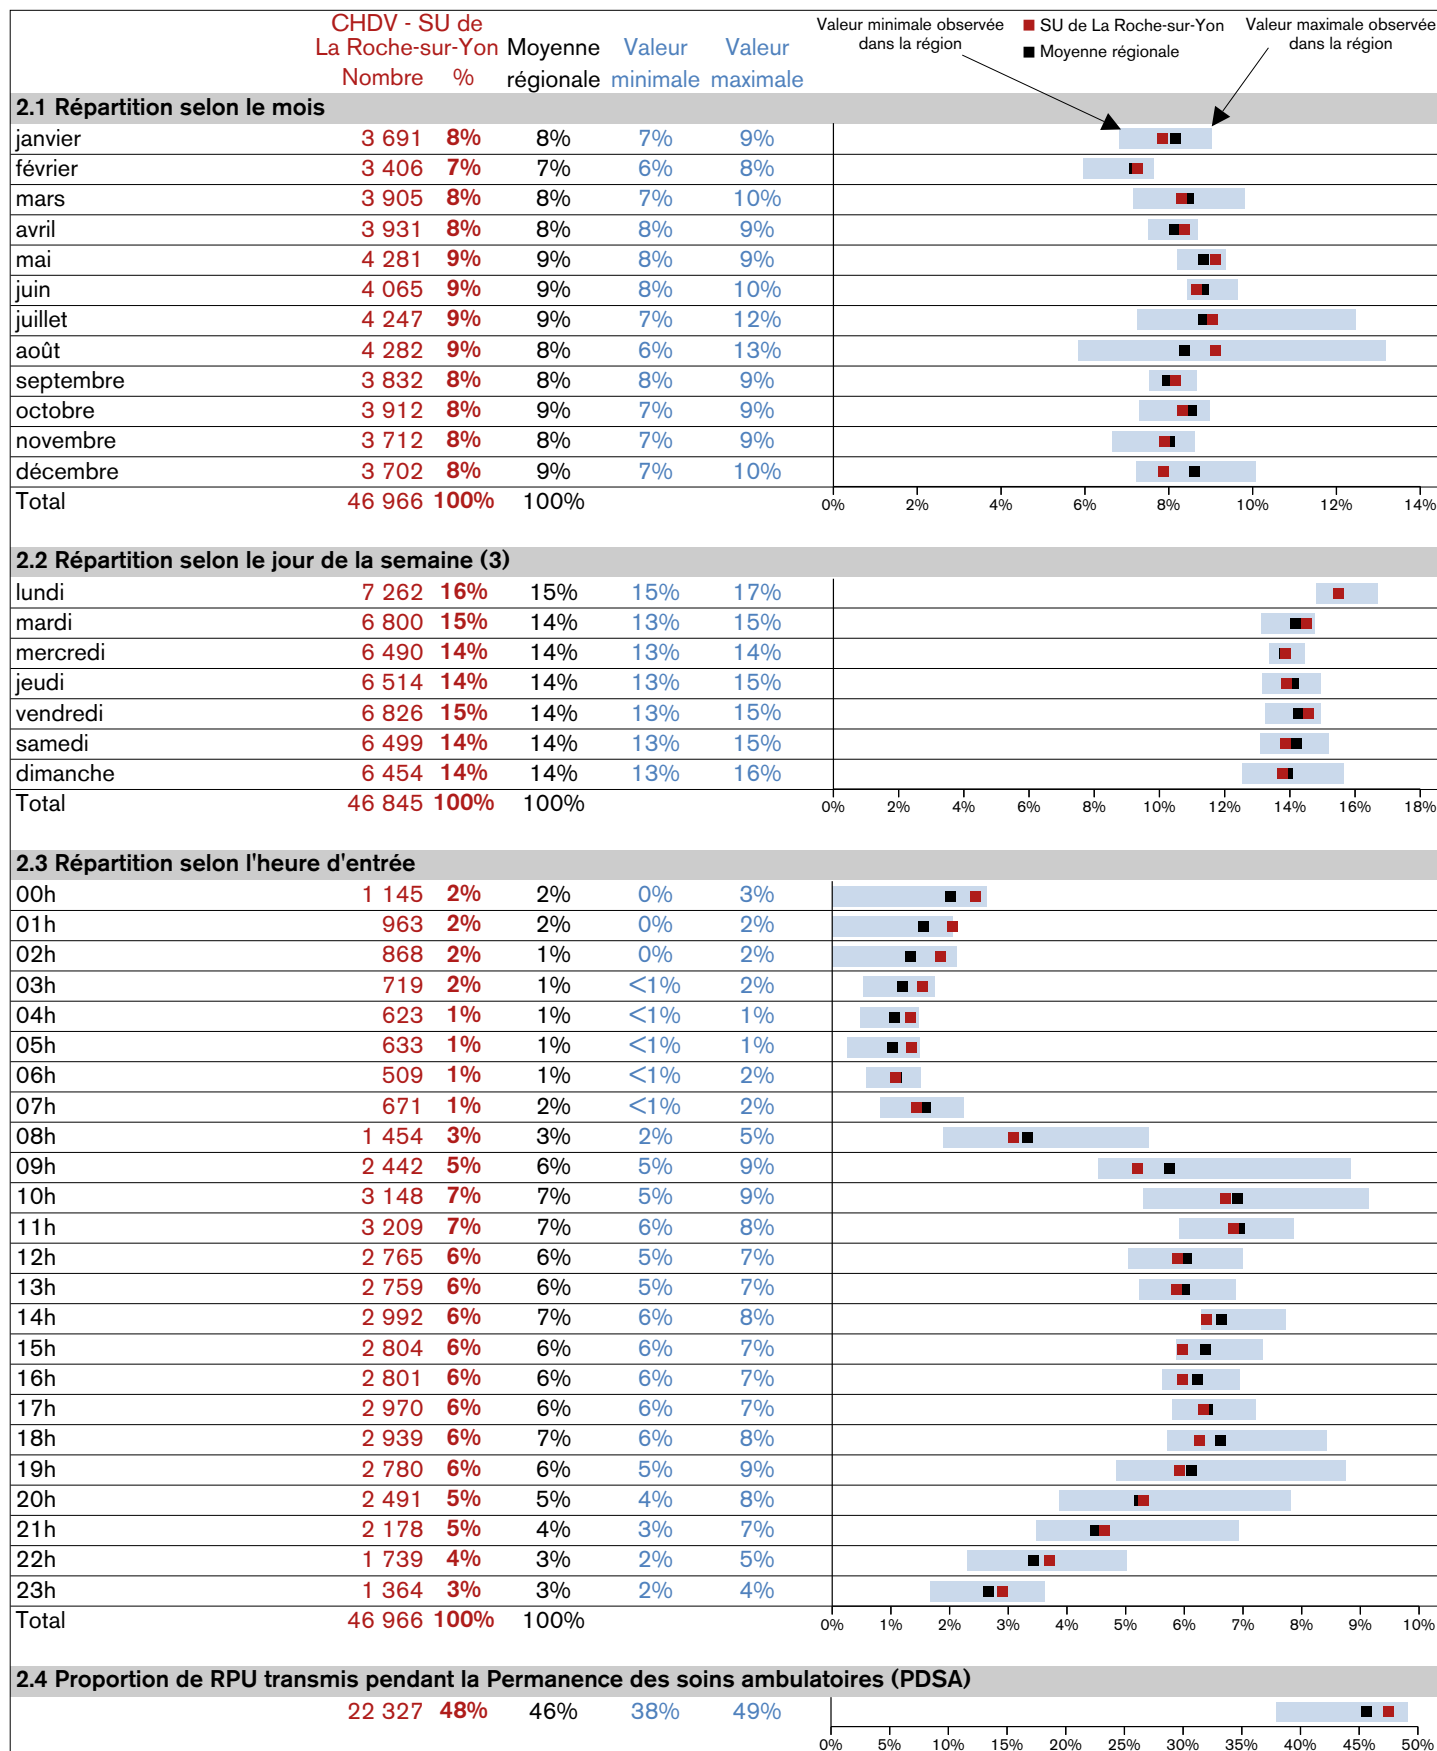 CHDV - SU de
La Roche-sur-Yon Moyenne Valeur Valeur
Nombre % régionale minimale maximale
Valeur minimale observée
dans la région
SU de La Roche-sur-Yon
Moyenne régionale
Valeur maximale observée
dans la région
2.1 Répartition selon le mois
janvier 3 691 8% 8% 7% 9%
février 3 406 7% 7% 6% 8%
mars 3 905 8% 8% 7% 10%
avril 3 931 8% 8% 8% 9%
mai 4 281 9% 9% 8% 9%
juin 4 065 9% 9% 8% 10%
juillet 4 247 9% 9% 7% 12%
août 4 282 9% 8% 6% 13%
septembre 3 832 8% 8% 8% 9%
octobre 3 912 8% 9% 7% 9%
novembre 3 712 8% 8% 7% 9%
décembre 3 702 8% 9% 7% 10%
Total 46 966 100% 100%
0% 2% 4% 6% 8% 10% 12% 14%
2.2 Répartition selon le jour de la semaine (3)
lundi 7 262 16% 15% 15% 17%
mardi 6 800 15% 14% 13% 15%
mercredi 6 490 14% 14% 13% 14%
jeudi 6 514 14% 14% 13% 15%
vendredi 6 826 15% 14% 13% 15%
samedi 6 499 14% 14% 13% 15%
dimanche 6 454 14% 14% 13% 16%
Total 46 845 100% 100%
0% 2% 4% 6% 8% 10% 12% 14% 16% 18%
2.3 Répartition selon l'heure d'entrée
00h 1 145 2% 2% 0% 3%
01h 963 2% 2% 0% 2%
02h 868 2% 1% 0% 2%
03h 719 2% 1% <1% 2%
04h 623 1% 1% <1% 1%
05h 633 1% 1% <1% 1%
06h 509 1% 1% <1% 2%
07h 671 1% 2% <1% 2%
08h 1 454 3% 3% 2% 5%
09h 2 442 5% 6% 5% 9%
10h 3 148 7% 7% 5% 9%
11h 3 209 7% 7% 6% 8%
12h 2 765 6% 6% 5% 7%
13h 2 759 6% 6% 5% 7%
14h 2 992 6% 7% 6% 8%
15h 2 804 6% 6% 6% 7%
16h 2 801 6% 6% 6% 7%
17h 2 970 6% 6% 6% 7%
18h 2 939 6% 7% 6% 8%
19h 2 780 6% 6% 5% 9%
20h 2 491 5% 5% 4% 8%
21h 2 178 5% 4% 3% 7%
22h 1 739 4% 3% 2% 5%
23h 1 364 3% 3% 2% 4%
Total 46 966 100% 100%
0% 1% 2% 3% 4% 5% 6% 7% 8% 9% 10%
2.4 Proportion de RPU transmis pendant la Permanence des soins ambulatoires (PDSA)
22 327 48% 46% 38% 49%
0% 5% 10% 15% 20% 25% 30% 35% 40% 45% 50%